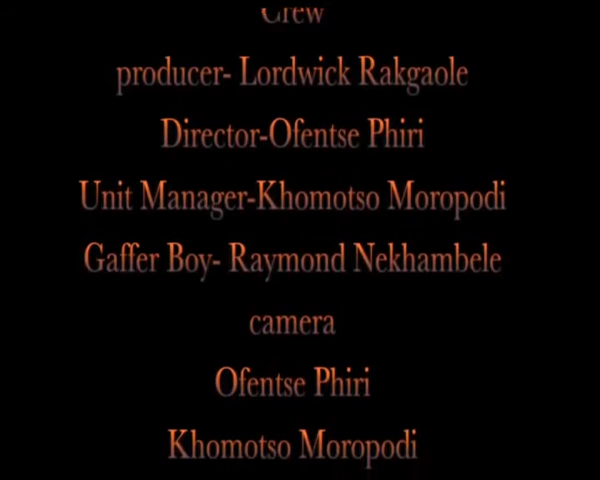 Crew
producer- Lordwick Rakgaole
Director-Ofentse Phiri
Unit Manager-Khomotso Moropodi
Gaffer Boy- Raymond Nekhambele
camera
Ofentse Phiri
Khomotso Moropodi